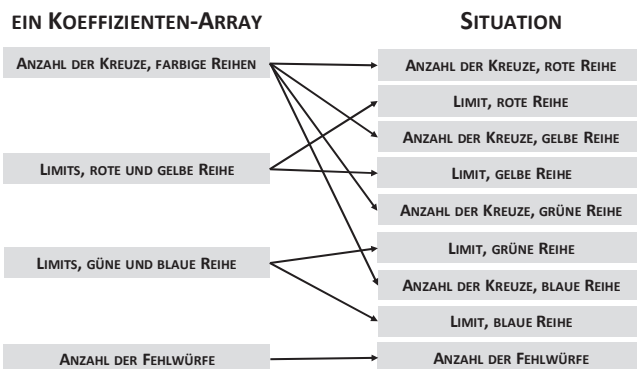 EIN KOEFFIZIENTEN-ARRAY
ANZAHL DER KREUZE, FARBIGE REIHEN
LIMITS, ROTE UND GELBE REIHE
LIMITS, GÜNE UND BLAUE REIHE
ANZAHL DER FEHLWÜRFE
SITUATION
ANZAHL DER KREUZE, ROTE REIHE
LIMIT, ROTE REIHE
ANZAHL DER KREUZE, GELBE REIHE
LIMIT, GELBE REIHE
ANZAHL DER KREUZE, GRÜNE REIHE
LIMIT, GRÜNE REIHE
ANZAHL DER KREUZE, BLAUE REIHE
LIMIT, BLAUE REIHE
ANZAHL DER FEHLWÜRFE